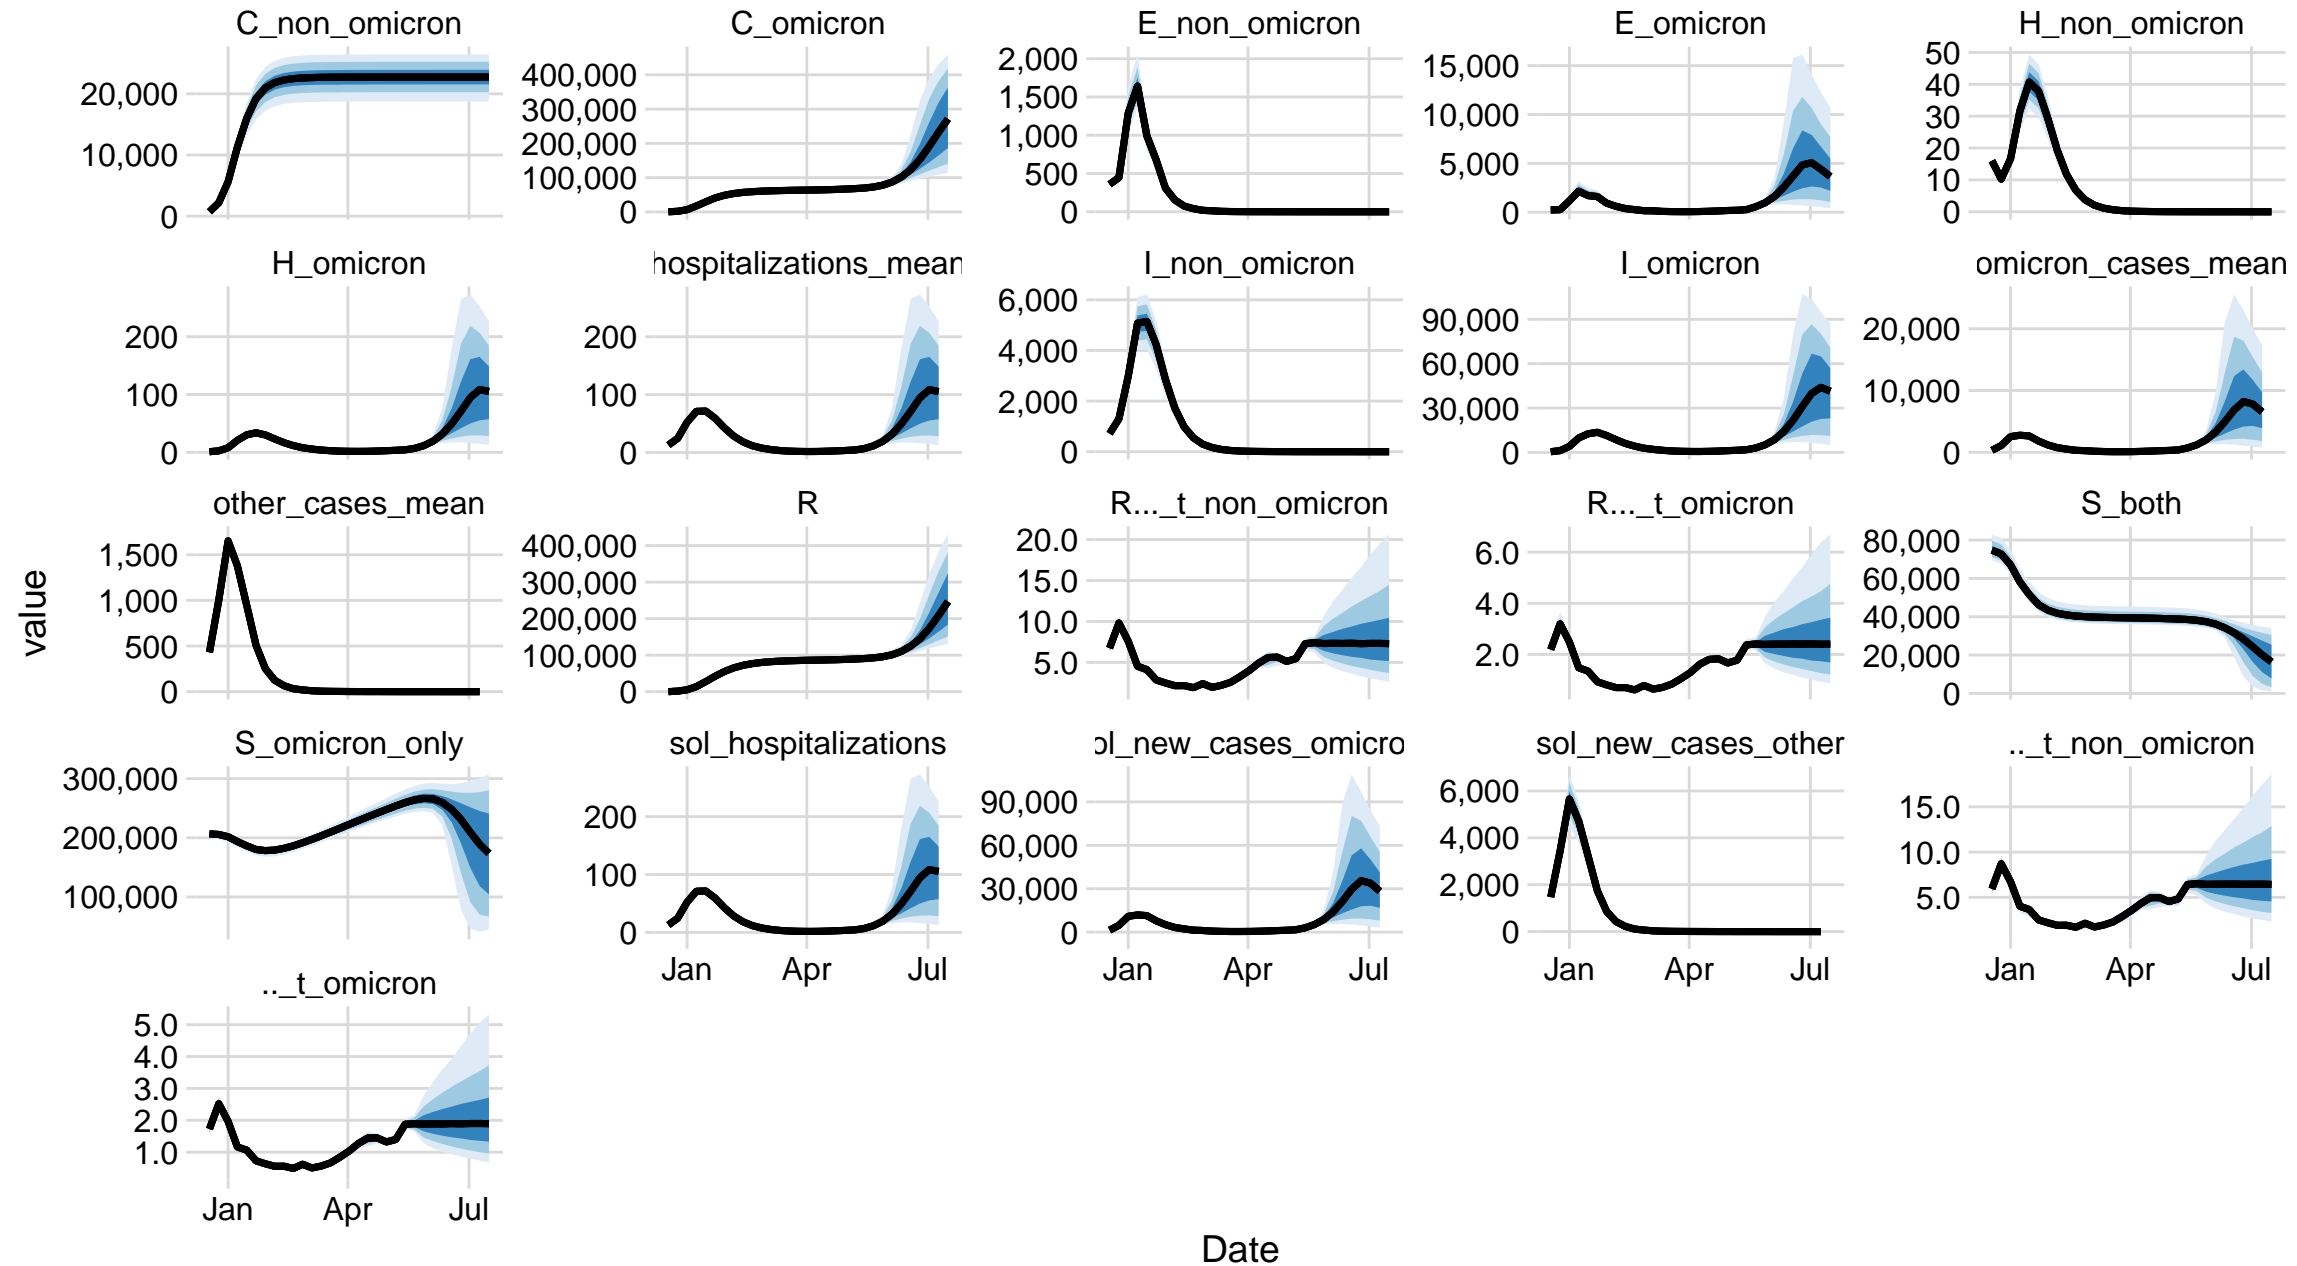 C_non_omicron C_omicron E_non_omicron E_omicron H_non_omicron
20,000 10,000 0
400,000 300,000 200,000 100,000 0
2,000 1,500 1,000 500 0
15,000 10,000 5,000 0
50 40 30 20 10 0
H_omicron hospitalizations_mean I_non_omicron I_omicron omicron_cases_mean
200 100 0
200 100 0
6,000 4,000 2,000 0
90,000 60,000 30,000 0
20,000 10,000 0
other_cases_mean R R..._t_non_omicron R..._t_omicron S_both
1,500 1,000 500 0
400,000 300,000 200,000 100,000 0
20.0 15.0 10.0 5.0
6.0 4.0 2.0
80,000 60,000 40,000 20,000 0
value
S_omicron_only sol_hospitalizations ol_new_cases_omicro sol_new_cases_other .._t_non_omicron
300,000 200,000 100,000
200 100 0
90,000 60,000 30,000 0
6,000 4,000 2,000 0
15.0 10.0 5.0
Jan Apr Jul Jan Apr Jul Jan Apr Jul Jan Apr Jul
.._t_omicron
5.0 4.0 3.0 2.0 1.0
Jan Apr Jul
Date